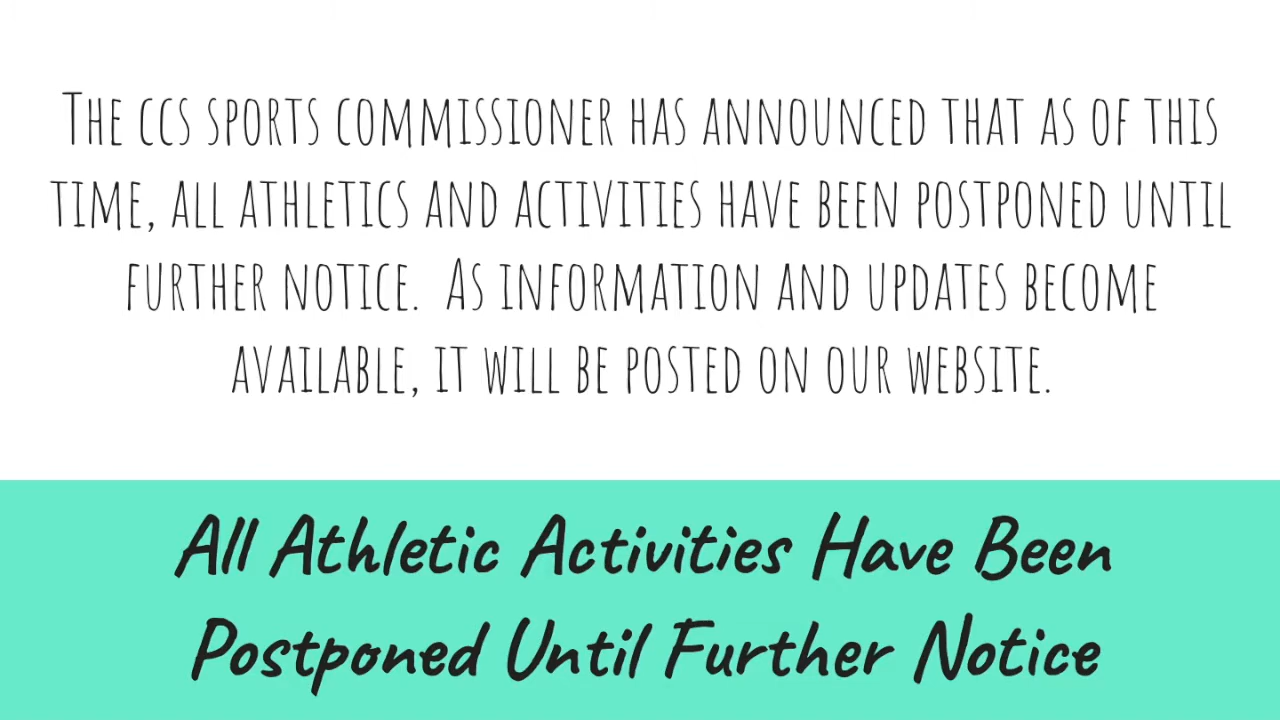 The ccs sports commissioner has announced that as of this
time, all athletics and activities have been postponed until
further notice.  As information and updates become
available, it will be posted on our website.
All Athletic Activities Have Been
Postponed Until Further Notice